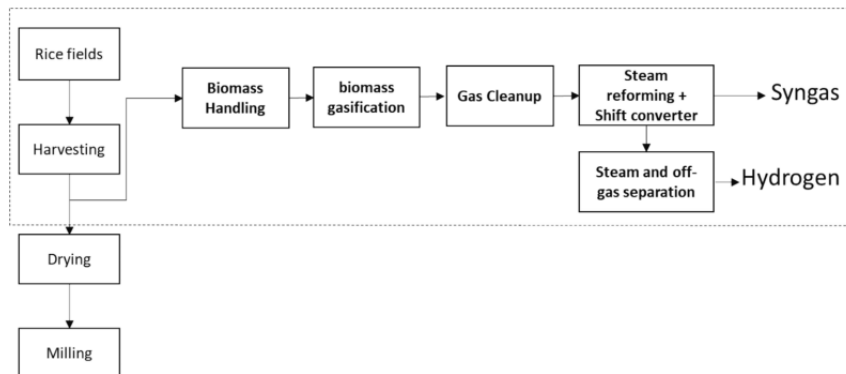 Rice fields
Harvesting
Drying
Milling
Biomass
Handling
biomass
gasification
Gas Cleanup
Steam
reforming +
Shift converter
Syngas
Steam and off-
gas separation
Hydrogen